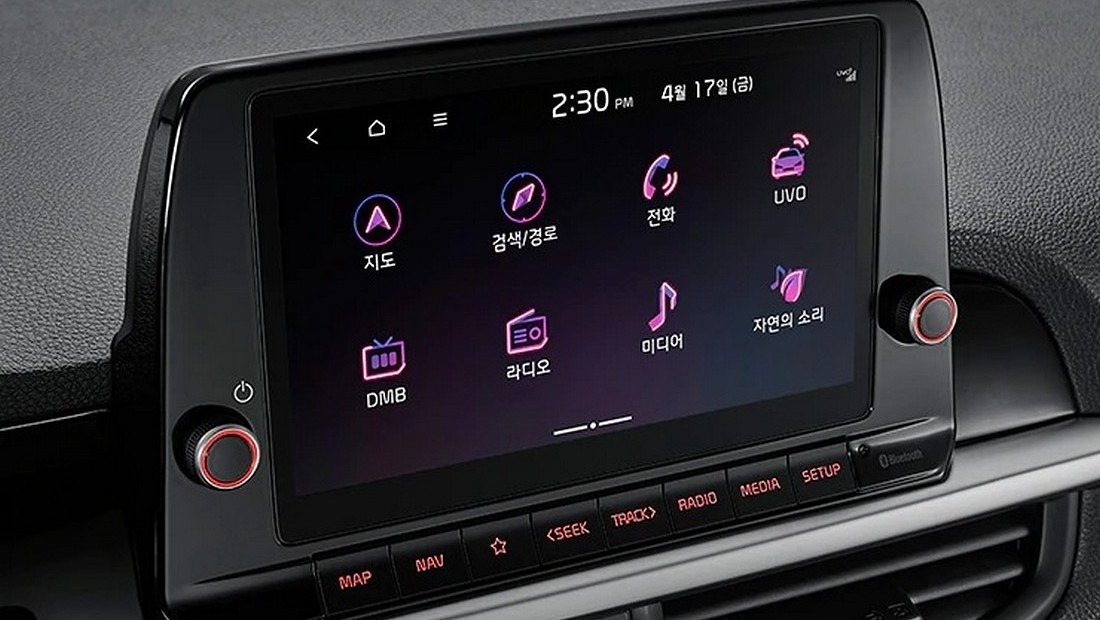 2:30 PM 4월 17일 (금) UVO
지도 검색/경로 전화 UVO
DMB 라디오 미디어 자연의 소리
MAP NAV <SEEK TRACK> RADIO MEDIA SETUP
Bluetooth